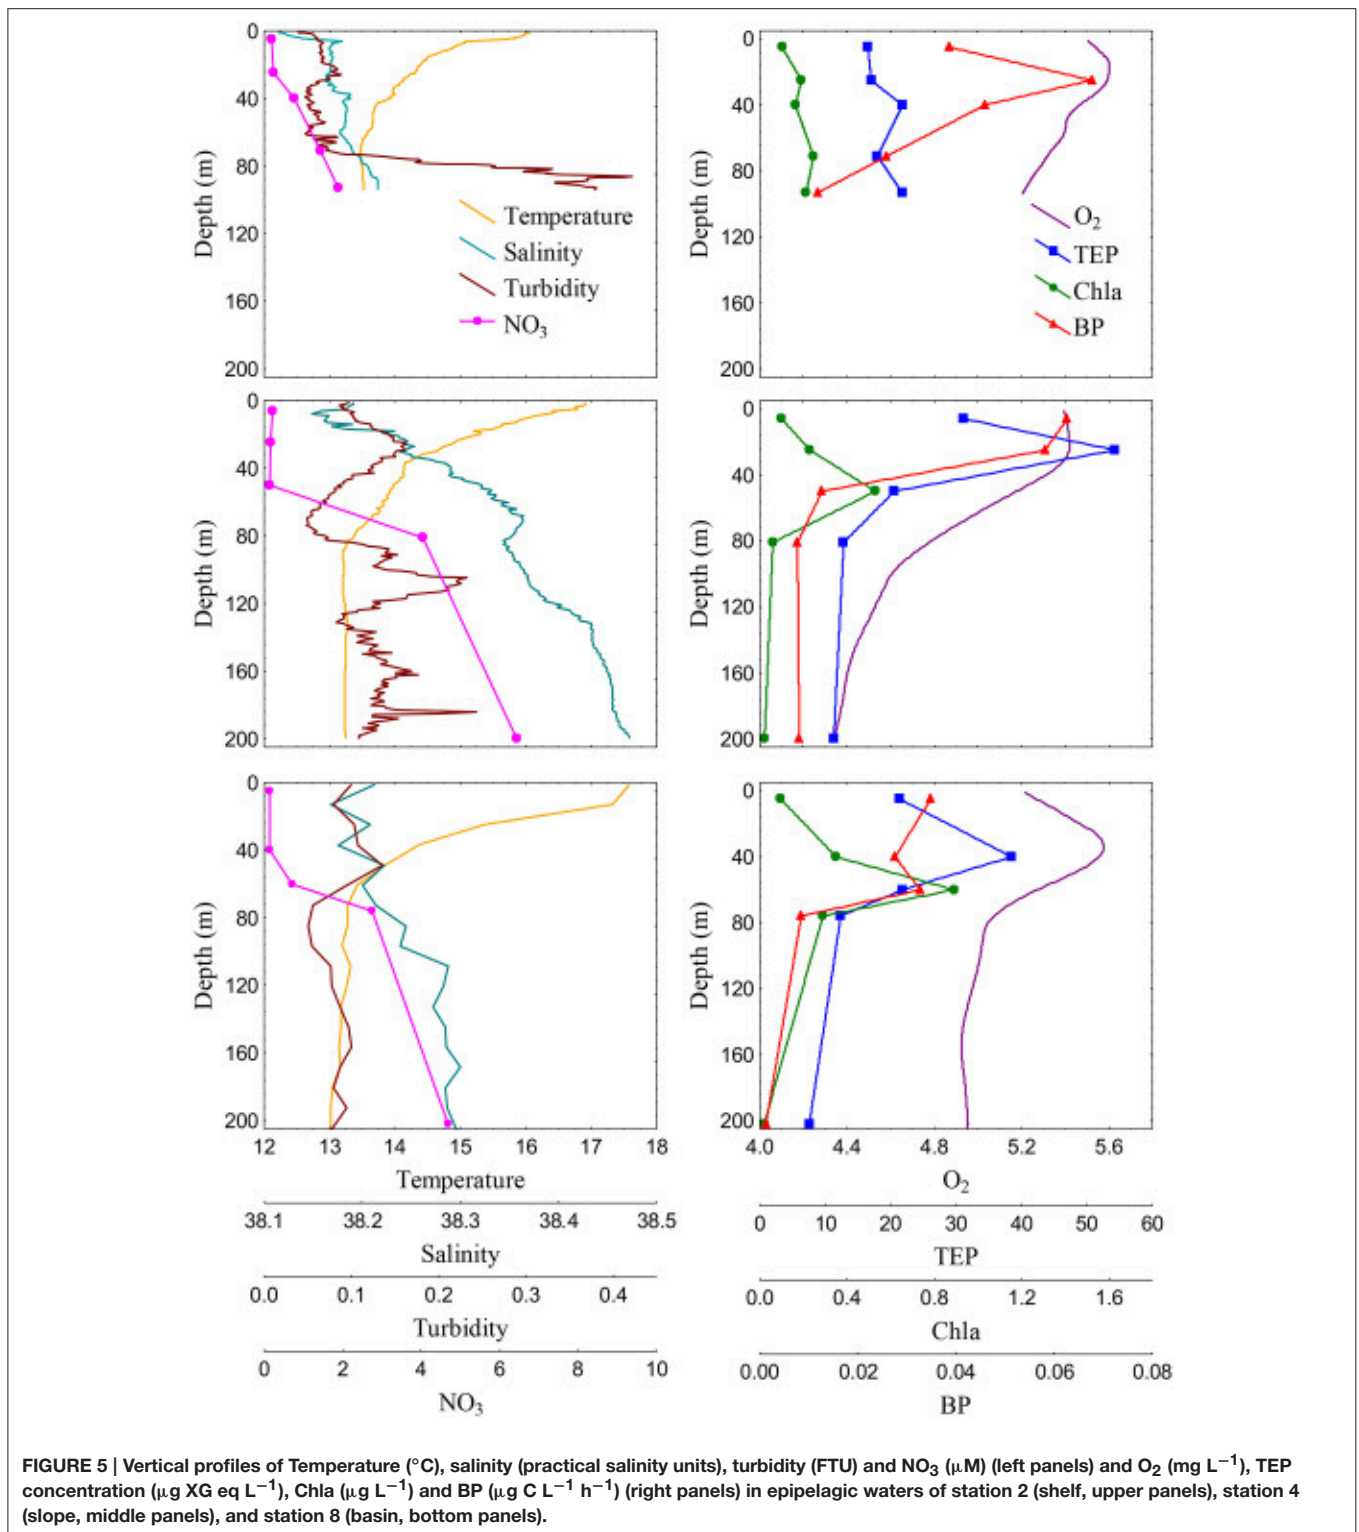 0
40
80
120
160
200
Depth (m)
Temperature
Salinity
Turbidity
NO3
0
40
80
120
160
200
Depth (m)
O2
TEP
Chla
BP
0
40
80
120
160
200
Depth (m)
0
40
80
120
160
200
Depth (m)
0
40
80
120
160
200
Depth (m)
12 13 14 15 16 17 18
Temperature
38.1 38.2 38.3 38.4 38.5
Salinity
0.0 0.1 0.2 0.3 0.4
Turbidity
0 2 4 6 8 10
NO3
0
40
80
120
160
200
Depth (m)
4.0 4.4 4.8 5.2 5.6
O2
0 10 20 30 40 50 60
TEP
0.0 0.4 0.8 1.2 1.6
Chla
0.00 0.02 0.04 0.06 0.08
BP
FIGURE 5 | Vertical profiles of Temperature (°C), salinity (practical salinity units), turbidity (FTU) and NO3 (μM) (left panels) and O2 (mg L−1), TEP
concentration (μg XG eq L−1), Chla (μg L−1) and BP (μg C L−1 h−1) (right panels) in epipelagic waters of station 2 (shelf, upper panels), station 4
(slope, middle panels), and station 8 (basin, bottom panels).